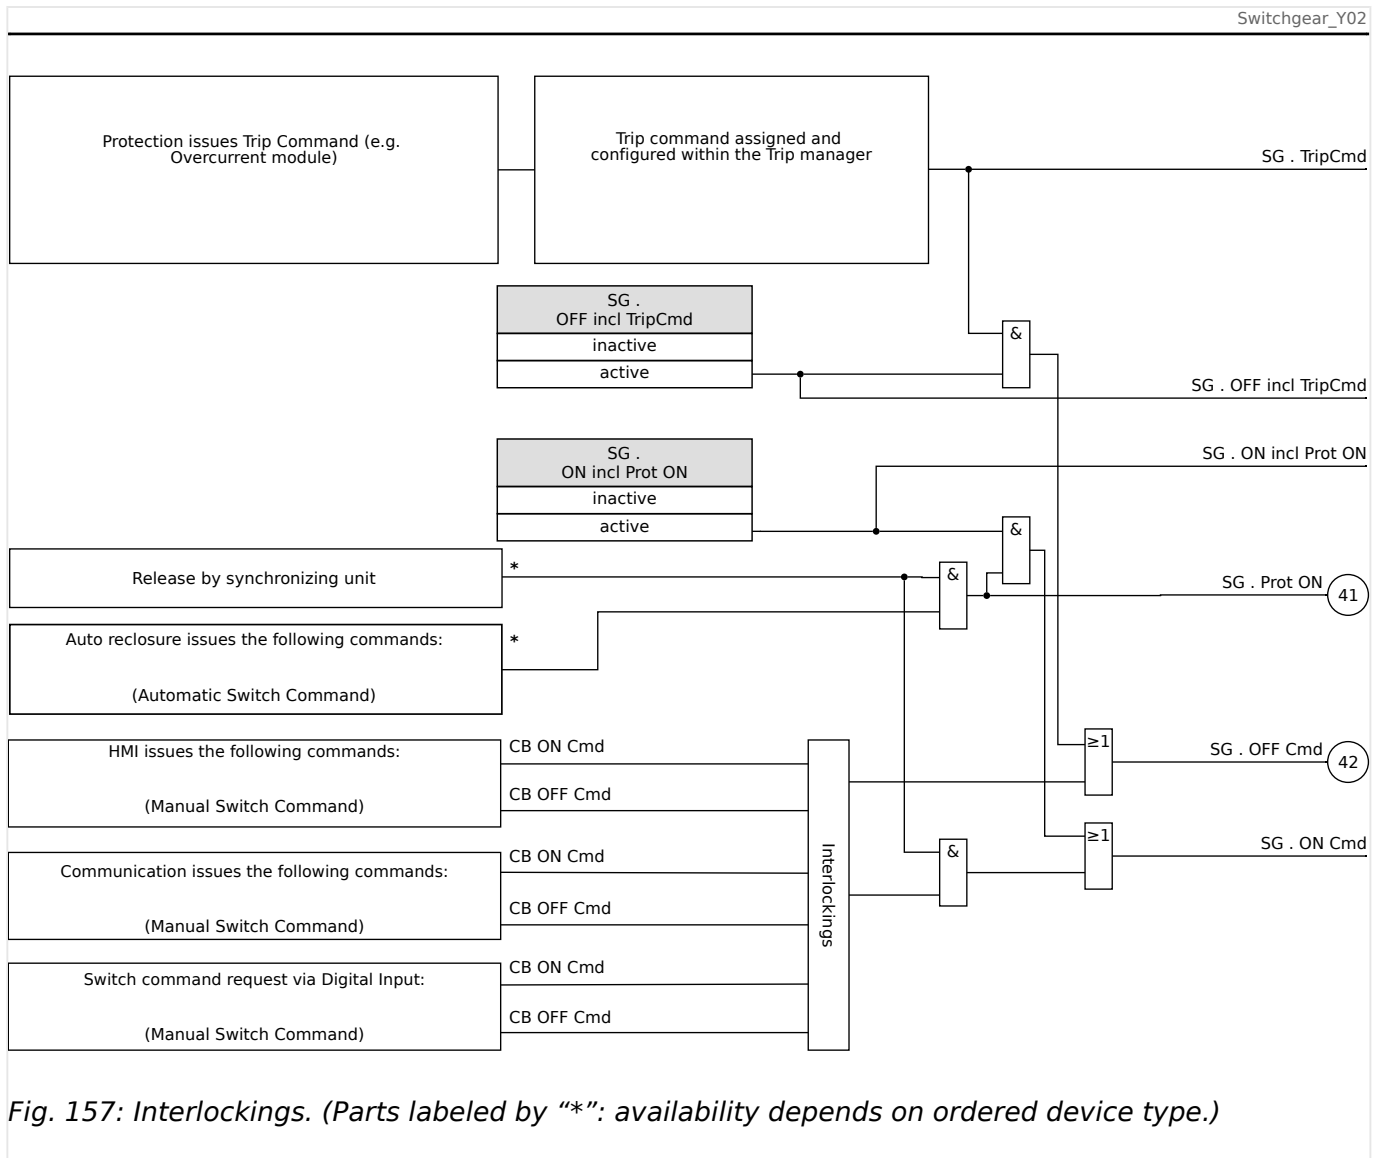 Switchgear_Y02
Protection issues Trip Command (e.g.
Overcurrent module)
Trip command assigned and
configured within the Trip manager
SG . TripCmd
SG .
OFF incl TripCmd
inactive
active
&
SG . OFF incl TripCmd
SG .
ON incl Prot ON
inactive
active
SG . ON incl Prot ON
&
Release by synchronizing unit
*
&
SG . Prot ON
41
Auto reclosure issues the following commands:
(Automatic Switch Command)
*
HMI issues the following commands:
(Manual Switch Command)
CB ON Cmd
CB OFF Cmd
≥1
SG . OFF Cmd
42
Communication issues the following commands:
(Manual Switch Command)
CB ON Cmd
CB OFF Cmd
Interlockings
&
≥1
SG . ON Cmd
Switch command request via Digital Input:
(Manual Switch Command)
CB ON Cmd
CB OFF Cmd
Fig. 157: Interlockings. (Parts labeled by “*”: availability depends on ordered device type.)